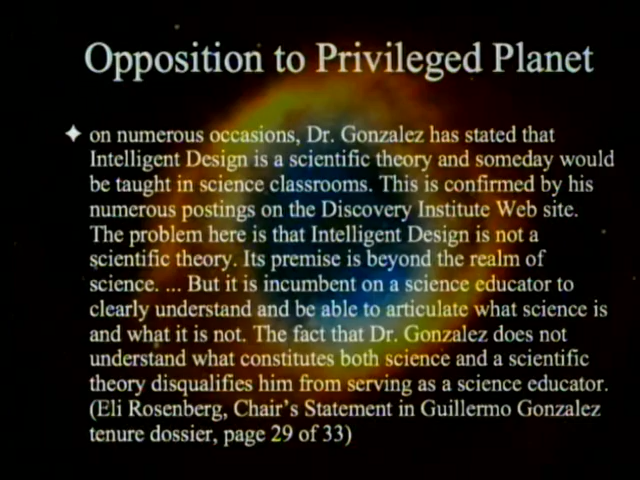 Opposition to Privileged Planet
on numerous occasions, Dr. Gonzalez has stated that
Intelligent Design is a scientific theory and someday would
be taught in science classrooms. This is confirmed by his
numerous postings on the Discovery Institute Web site.
The problem here is that Intelligent Design is not a
scientific theory. Its premise is beyond the realm of
science. ... But it is incumbent on a science educator to
clearly understand and be able to articulate what science is
and what it is not. The fact that Dr. Gonzalez does not
understand what constitutes both science and a scientific
theory disqualifies him from serving as a science educator.
(Eli Rosenberg, Chair's Statement in Guillermo Gonzalez
tenure dossier, page 29 of 33)